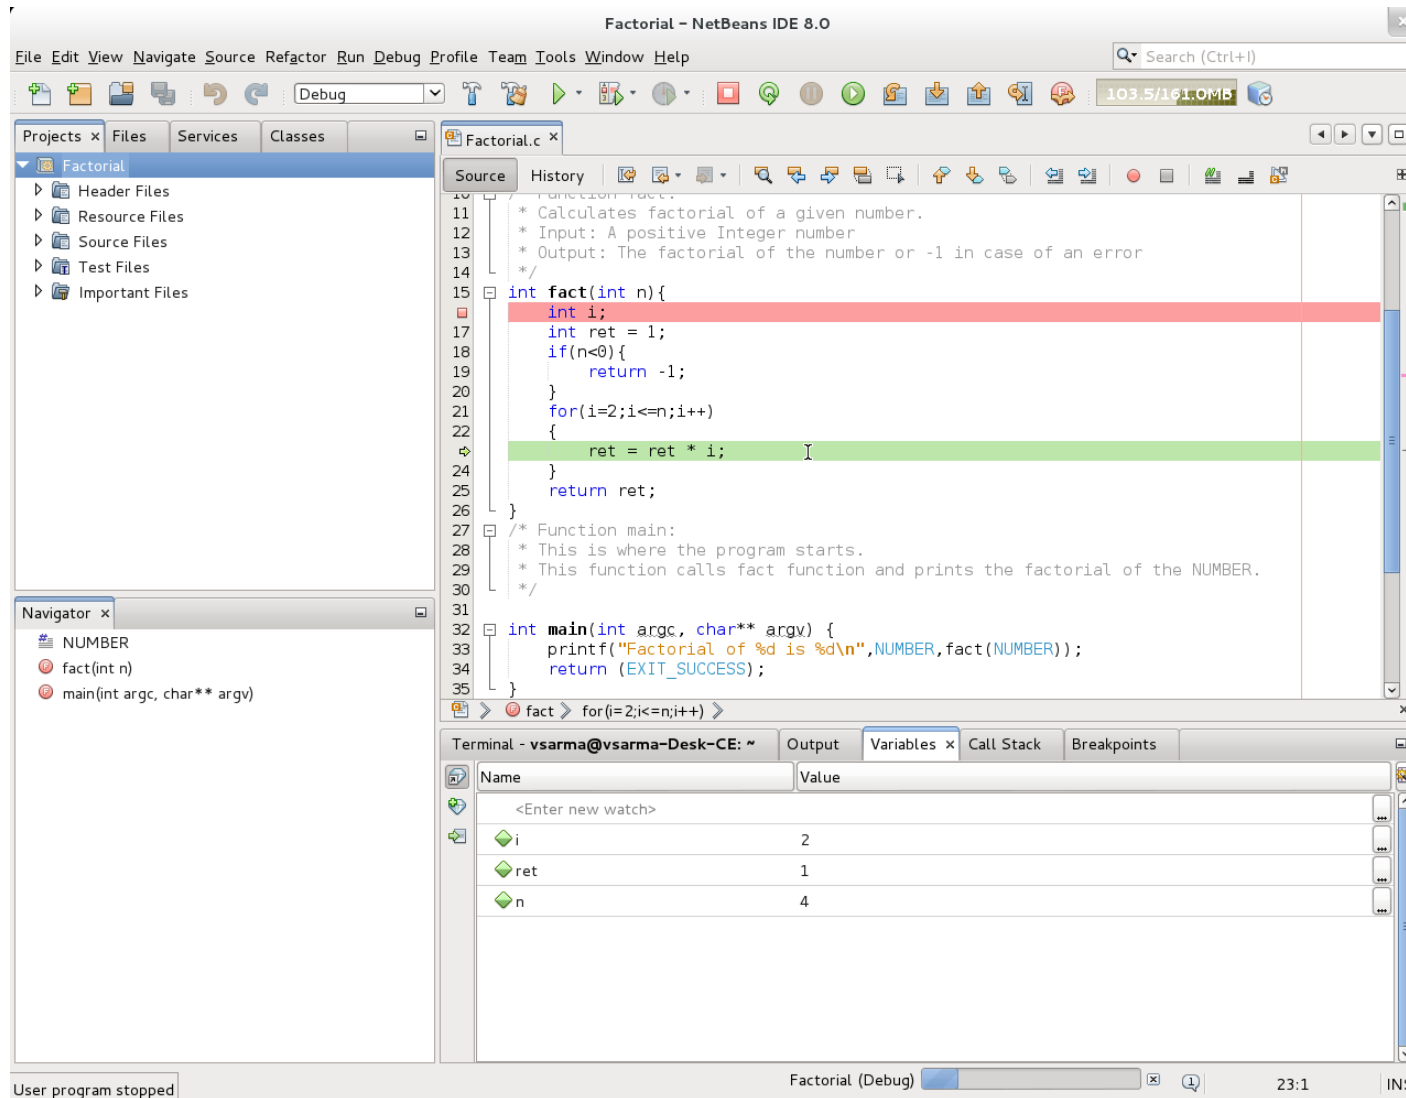 Factorial – NetBeans IDE 8.0
File Edit View Navigate Source Refactor Run Debug Profile Team Tools Window Help
Search (Ctrl+I)
Debug
103.5/161.0MB
Projects Files Services Classes
Factorial
Header Files
Resource Files
Source Files
Test Files
Important Files
Navigator
NUMBER
fact(int n)
main(int argc, char** argv)
Factorial.c
Source History
10 /* Function fact:
11 * Calculates factorial of a given number.
12 * Input: A positive Integer number
13 * Output: The factorial of the number or -1 in case of an error
14 */
15 int fact(int n){
int i;
17 int ret = 1;
18 if(n<0){
19 return -1;
20 }
21 for(i=2;i<=n;i++)
22 {
ret = ret * i;
24 }
25 return ret;
26 }
27 /* Function main:
28 * This is where the program starts.
29 * This function calls fact function and prints the factorial of the NUMBER.
30 */
31
32 int main(int argc, char** argv) {
33 printf("Factorial of %d is %d\n",NUMBER,fact(NUMBER));
34 return (EXIT_SUCCESS);
35 }
fact for(i=2;i<=n;i++)
Terminal - vsarma@vsarma-Desk-CE: ~ Output Variables Call Stack Breakpoints
Name Value
<Enter new watch>
i 2
ret 1
n 4
User program stopped
Factorial (Debug)
23:1
INS